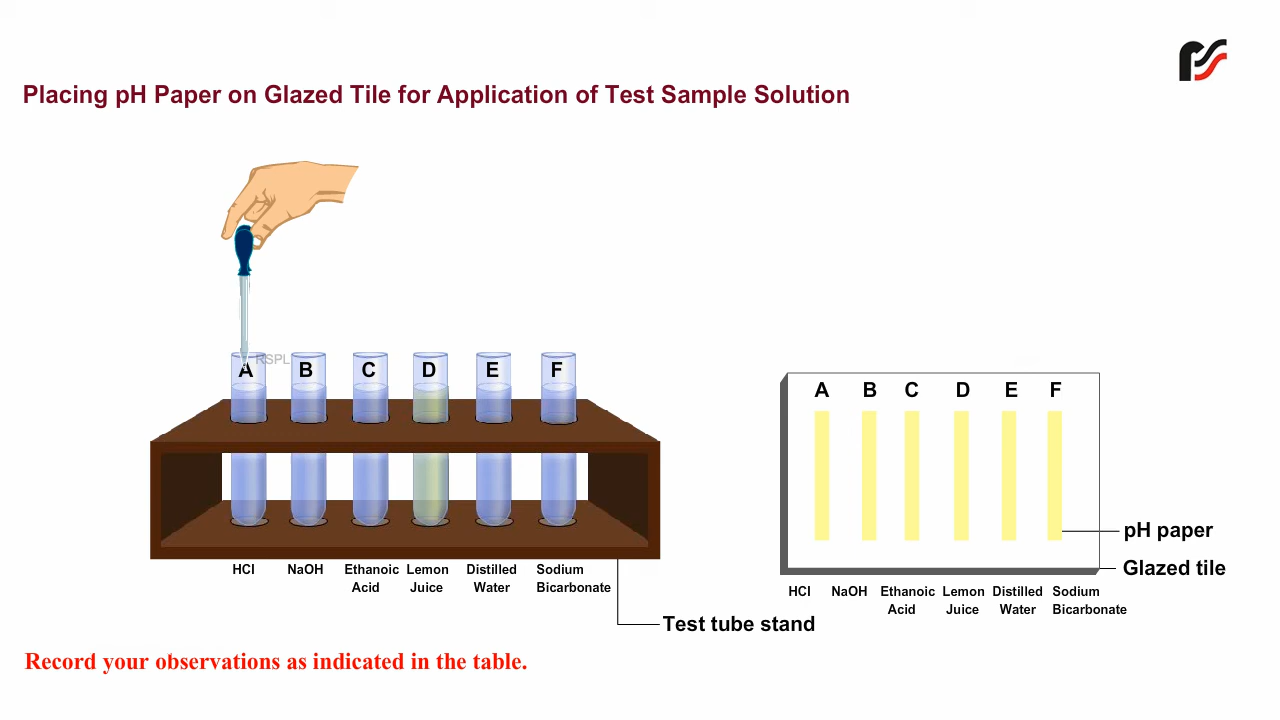 Placing pH Paper on Glazed Tile for Application of Test Sample Solution
RSPL
A B C D E F
A B C D E F
pH paper
Glazed tile
HCl NaOH Ethanoic Acid Lemon Juice Distilled Water Sodium Bicarbonate
HCl NaOH Ethanoic Acid Lemon Juice Distilled Water Sodium Bicarbonate
Test tube stand
Record your observations as indicated in the table.